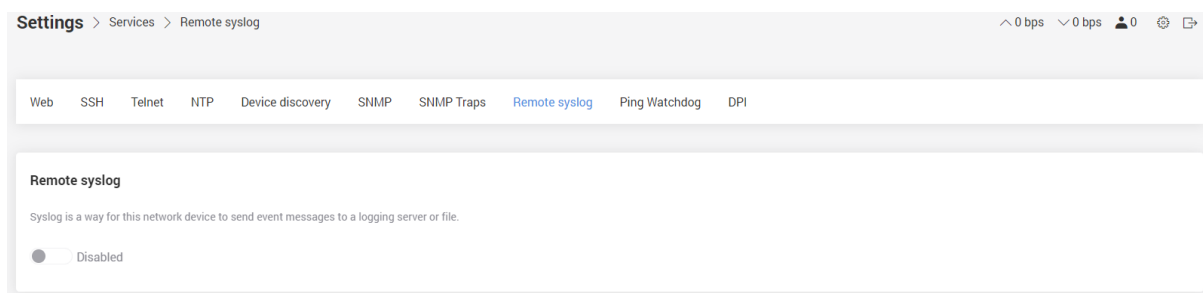 Settings > Services > Remote syslog 0 bps 0 bps 0
Web SSH Telnet NTP Device discovery SNMP SNMP Traps Remote syslog Ping Watchdog DPI
Remote syslog
Syslog is a way for this network device to send event messages to a logging server or file.
Disabled